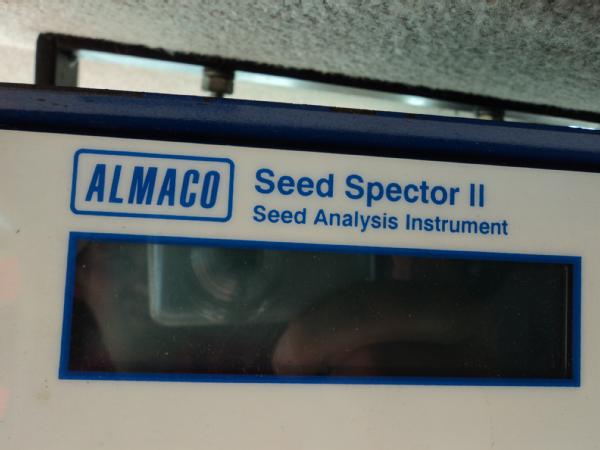 ALMACO
Seed Spector II
Seed Analysis Instrument